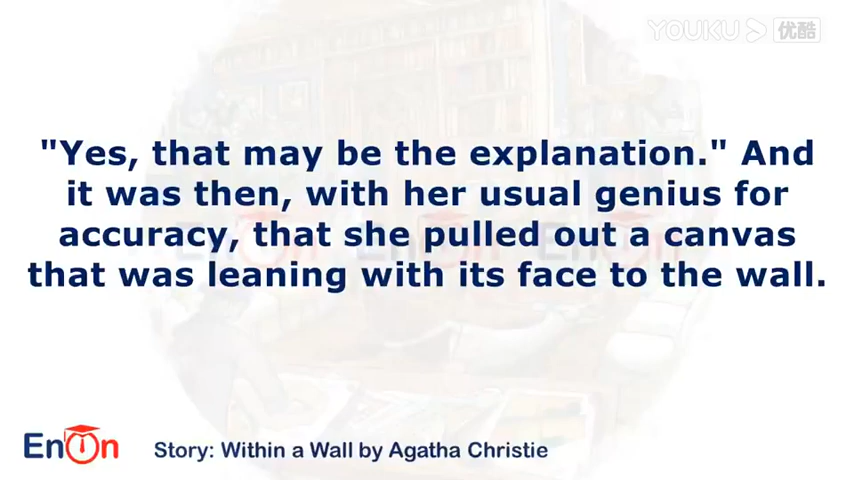 YOUKU 优酷
"Yes, that may be the explanation." And
it was then, with her usual genius for
accuracy, that she pulled out a canvas
that was leaning with its face to the wall.
EnOn
Story: Within a Wall by Agatha Christie